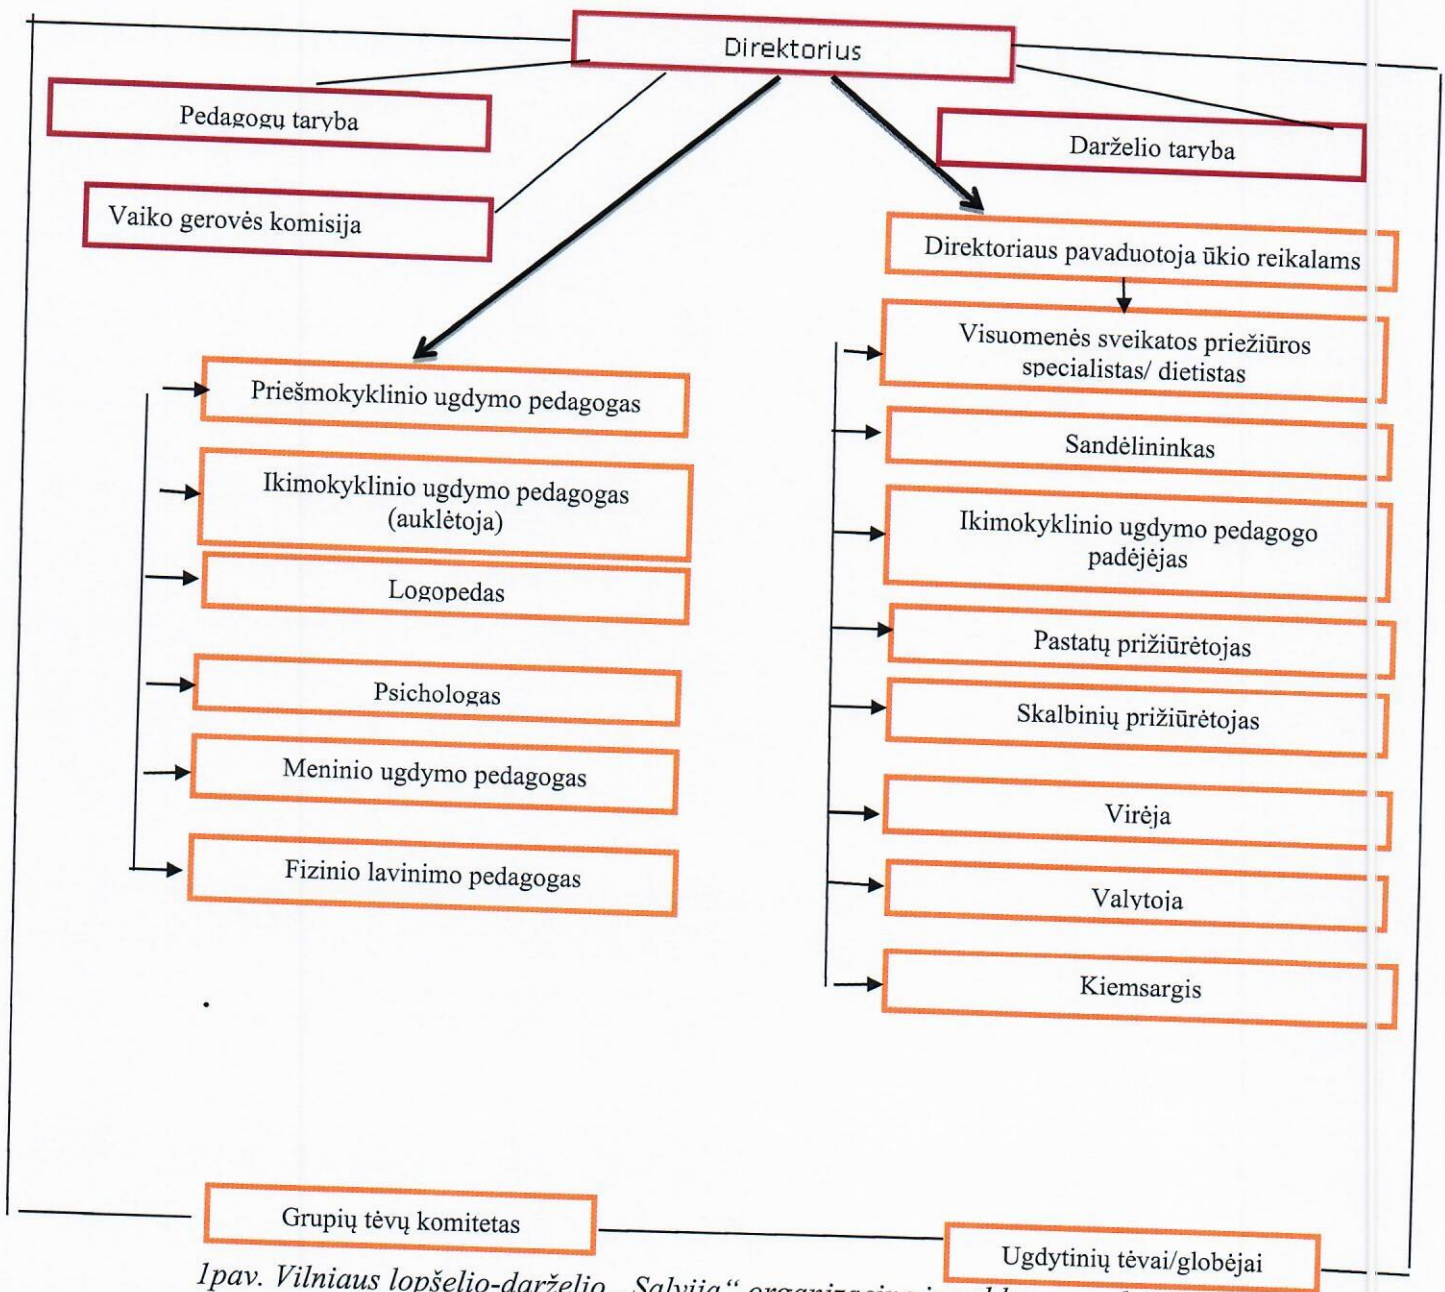 Direktorius
Pedagogų taryba
Darželio taryba
Vaiko gerovės komisija
Direktoriaus pavaduotoja ūkio reikalams
Visuomenės sveikatos priežiūros
specialistas/ dietistas
Priešmokyklinio ugdymo pedagogas
Sandėlininkas
Ikimokyklinio ugdymo pedagogas
(auklėtoja)
Ikimokyklinio ugdymo pedagogo
padėjėjas
Logopedas
Pastatų prižiūrėtojas
Psichologas
Skalbinių prižiūrėtojas
Meninio ugdymo pedagogas
Virėja
Fizinio lavinimo pedagogas
Valytoja
Kiemsargis
Grupių tėvų komitetas
Ugdytinių tėvai/globėjai
1pav. Vilniaus lopšelio-darželio „Salvija“